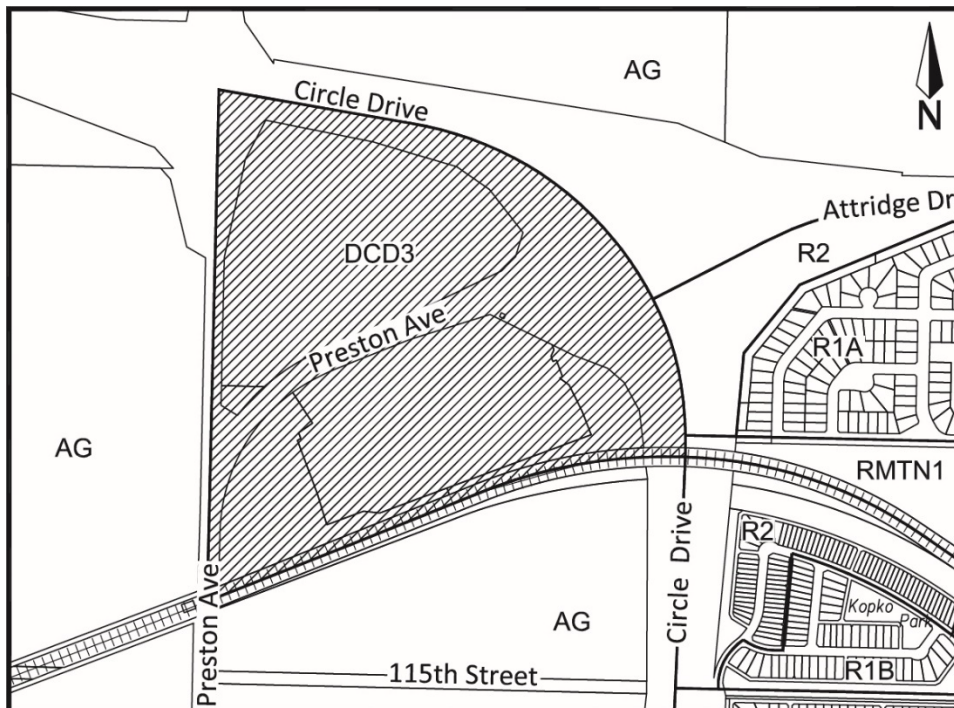 AG
Circle Drive
N
Attridge Dr
R2
DCD3
Preston Ave
R1A
AG
RMTN1
R2
Circle Drive
Kopko
Park
AG
Preston Ave
115th Street
R1B